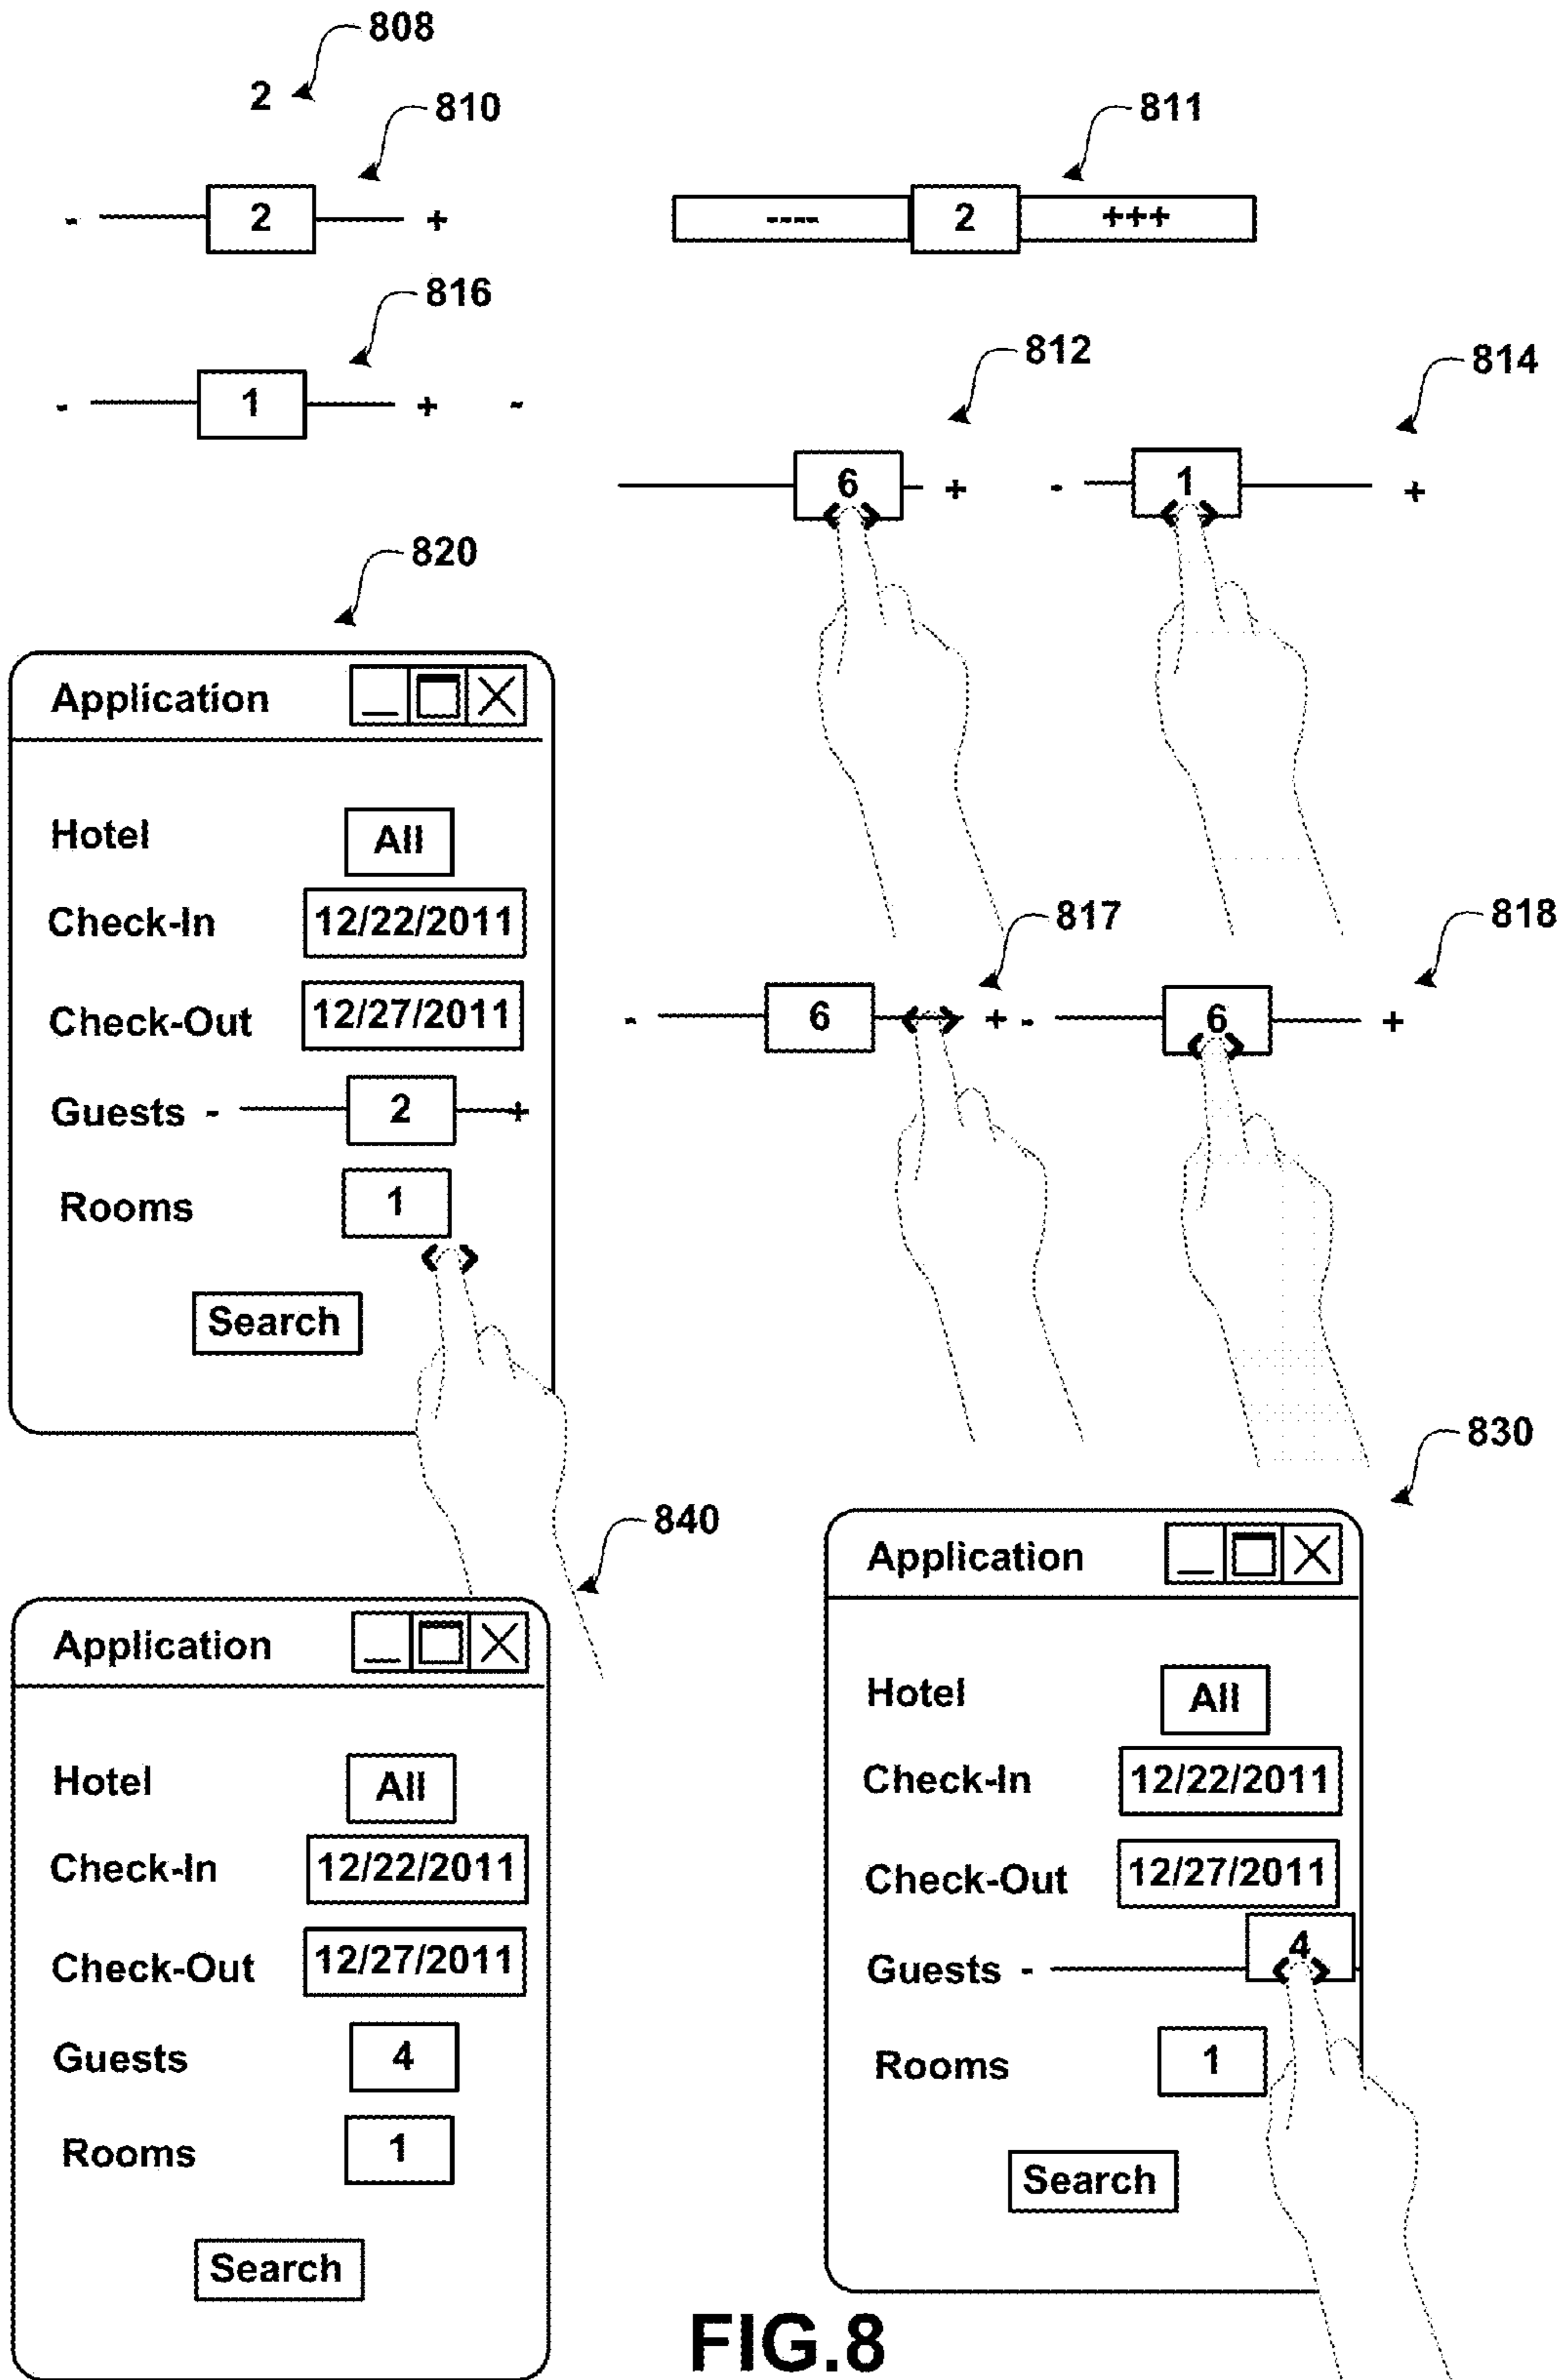 808
2
810
811
- 2 +
---- 2 +++
816
- 1 + -
812
814
6 +
- 1 +
820
Application
Hotel All
Check-In 12/22/2011
Check-Out 12/27/2011
Guests - 2 +
Rooms 1
Search
817
818
- 6 +
- 6 +
830
840
Application
Hotel All
Check-In 12/22/2011
Check-Out 12/27/2011
Guests 4
Rooms 1
Search
Application
Hotel All
Check-In 12/22/2011
Check-Out 12/27/2011
Guests - 4
Rooms 1
Search
FIG.8